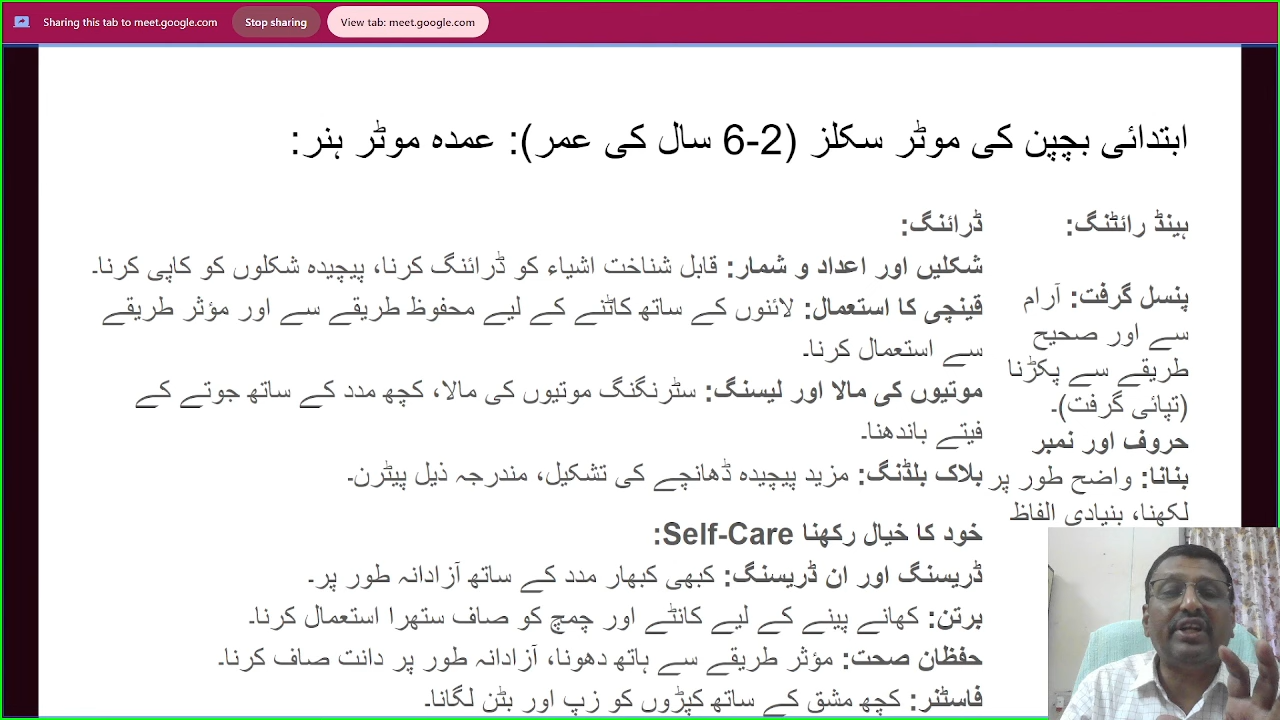 Sharing this tab to meet.google.com
Stop sharing
View tab: meet.google.com
ابتدائی بچپن کی موٹر سکلز (2-6 سال کی عمر): عمدہ موٹر ہنر:
ہینڈ رائٹنگ:
پنسل گرفت: آرام
سے اور صحیح
طریقے سے پکڑنا
(تپائی گرفت)۔
حروف اور نمبر
بنانا: واضح طور پر
لکھنا، بنیادی الفاظ
ڈرائنگ:
شکلیں اور اعداد و شمار: قابل شناخت اشیاء کو ڈرائنگ کرنا، پیچیدہ شکلوں کو کاپی کرنا۔
قینچی کا استعمال: لائنوں کے ساتھ کاٹنے کے لیے محفوظ طریقے سے اور مؤثر طریقے
سے استعمال کرنا۔
موتیوں کی مالا اور لیسنگ: سٹرنگنگ موتیوں کی مالا، کچھ مدد کے ساتھ جوتے کے
فیتے باندھنا۔
بلاک بلڈنگ: مزید پیچیدہ ڈھانچے کی تشکیل، مندرجہ ذیل پیٹرن۔
خود کا خیال رکھنا Self-Care:
ڈریسنگ اور ان ڈریسنگ: کبھی کبھار مدد کے ساتھ آزادانہ طور پر۔
برتن: کھانے پینے کے لیے کانٹے اور چمچ کو صاف ستھرا استعمال کرنا۔
حفظان صحت: مؤثر طریقے سے ہاتھ دھونا، آزادانہ طور پر دانت صاف کرنا۔
فاسٹنر: کچھ مشق کے ساتھ کپڑوں کو زپ اور بٹن لگانا۔